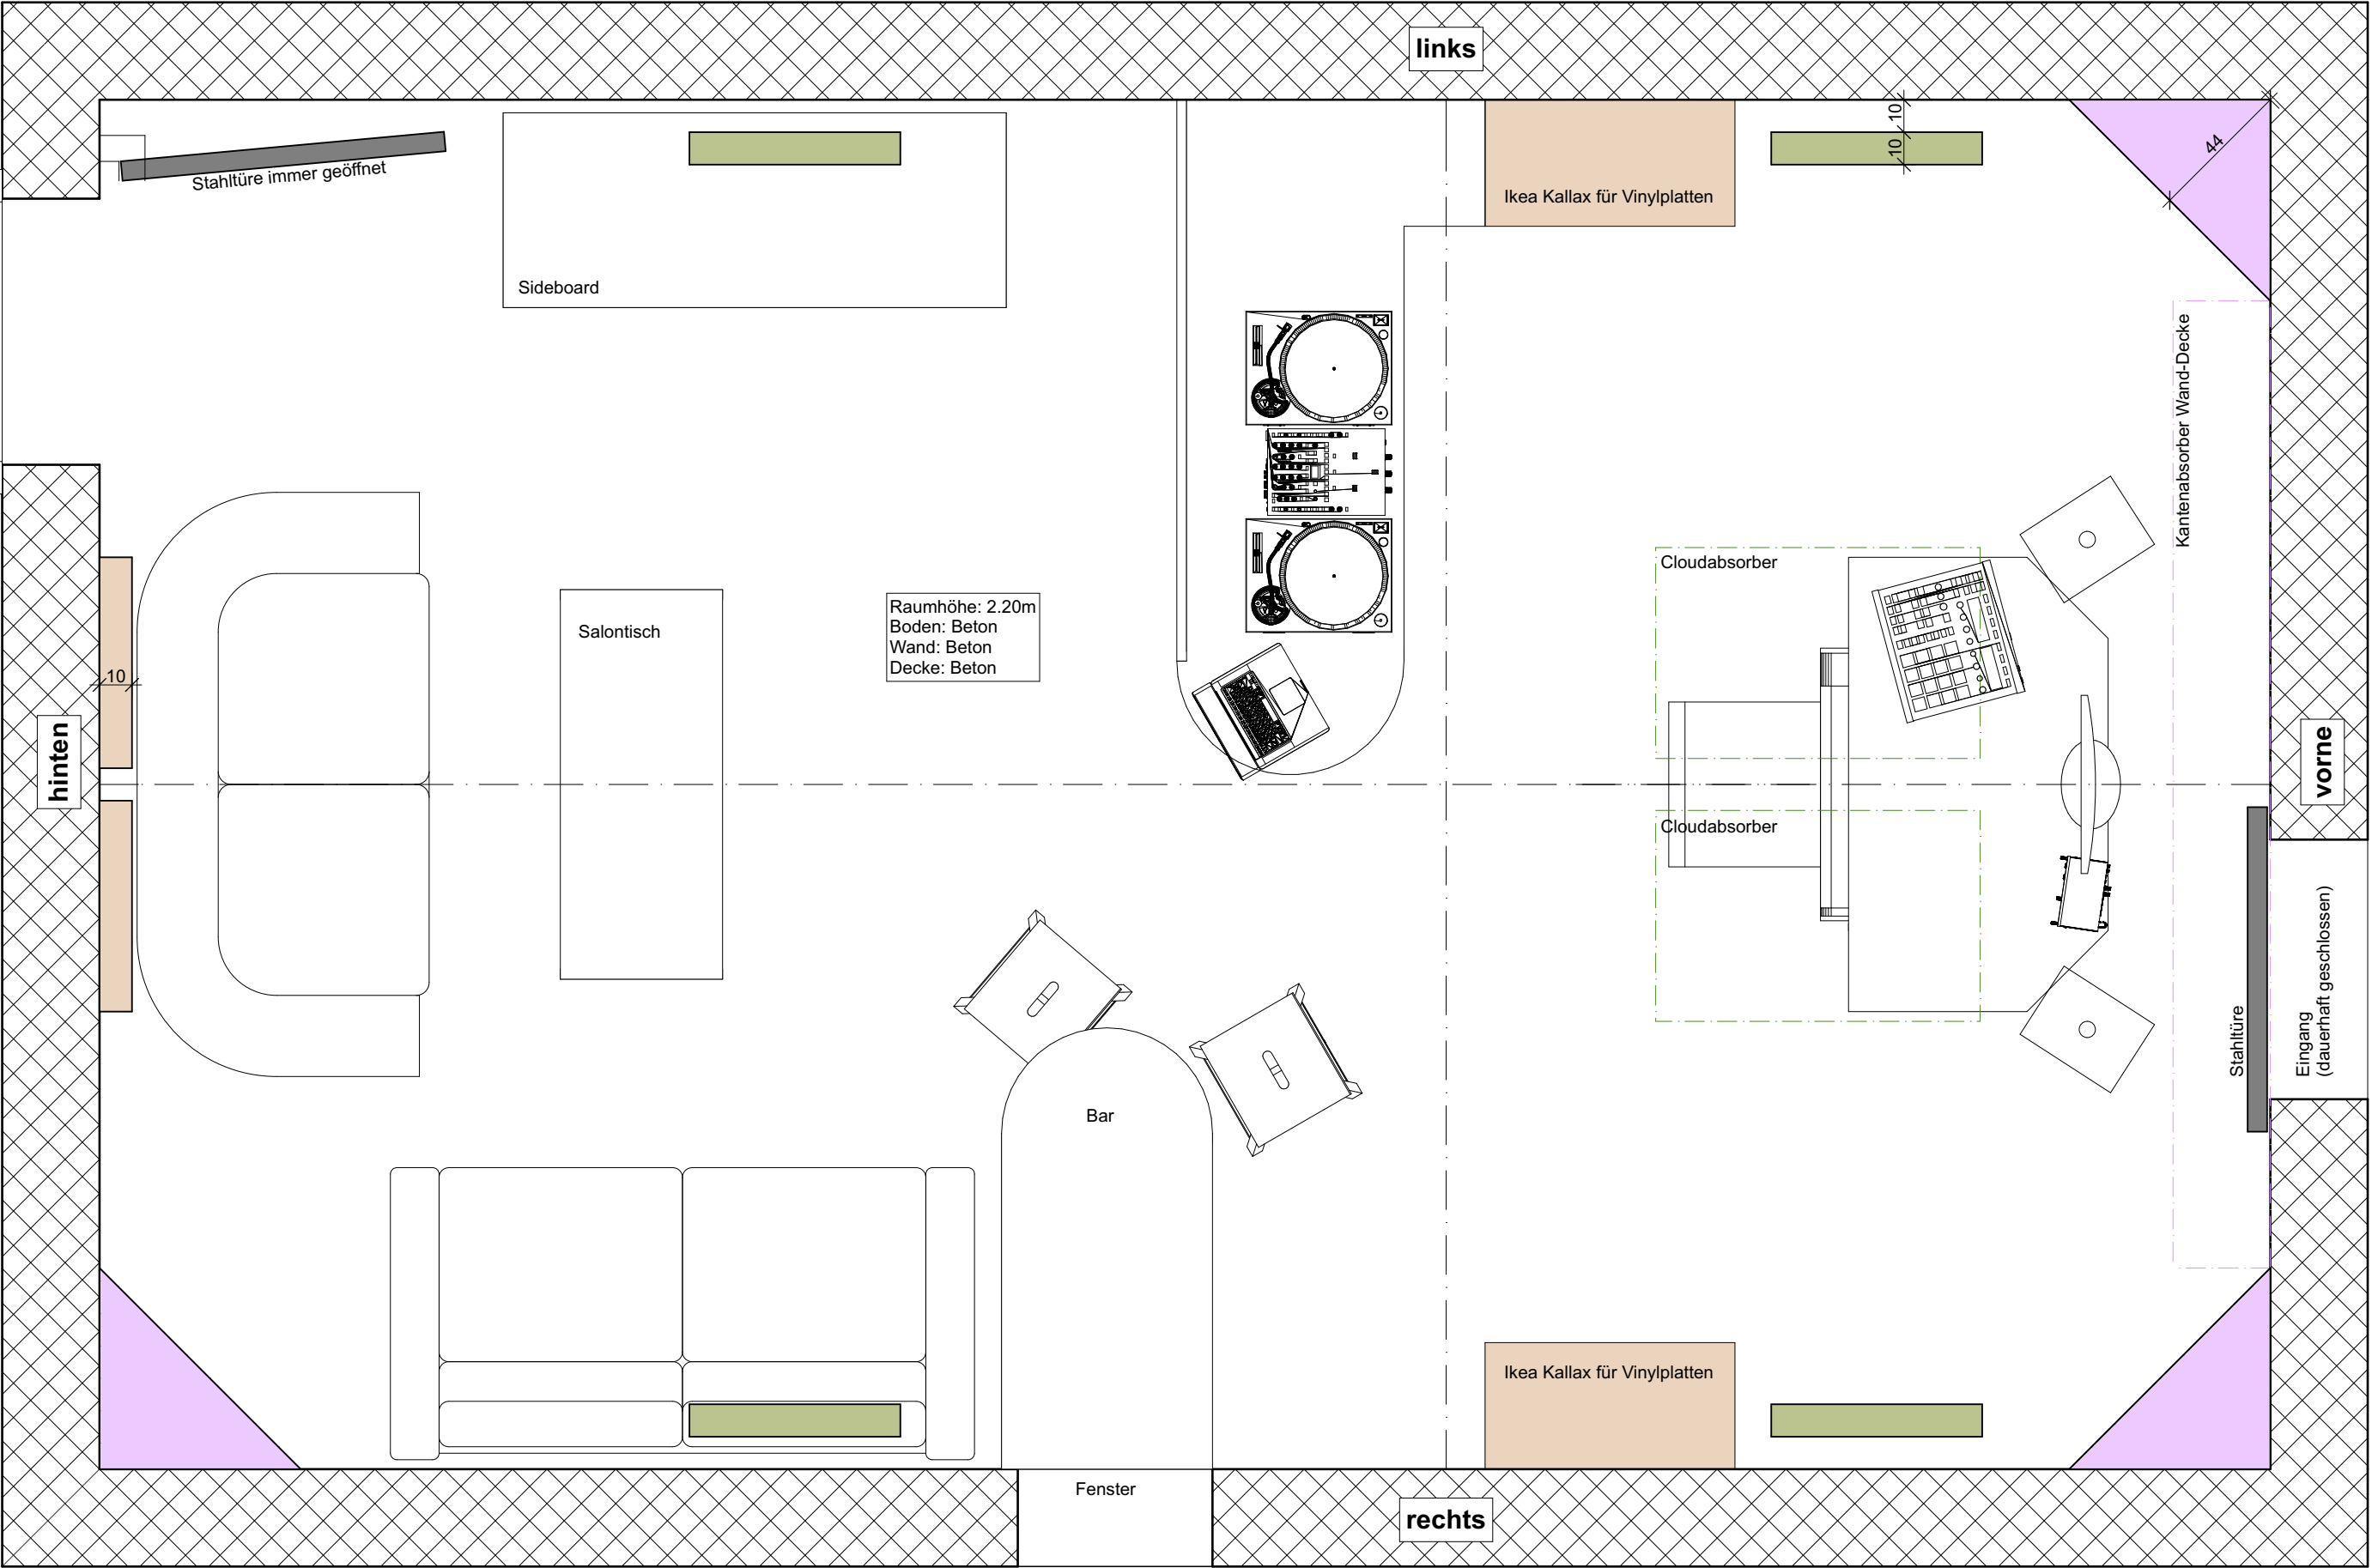 links
10
10
44
Stahltüre immer geöffnet
Ikea Kallax für Vinylplatten
Sideboard
Kantenabsorber Wand-Decke
Cloudabsorber
Raumhöhe: 2.20m
Boden: Beton
Wand: Beton
Decke: Beton
Salontisch
10
hinten
vorne
Cloudabsorber
Stahltüre
Eingang
(dauerhaft geschlossen)
Bar
Ikea Kallax für Vinylplatten
Fenster
rechts